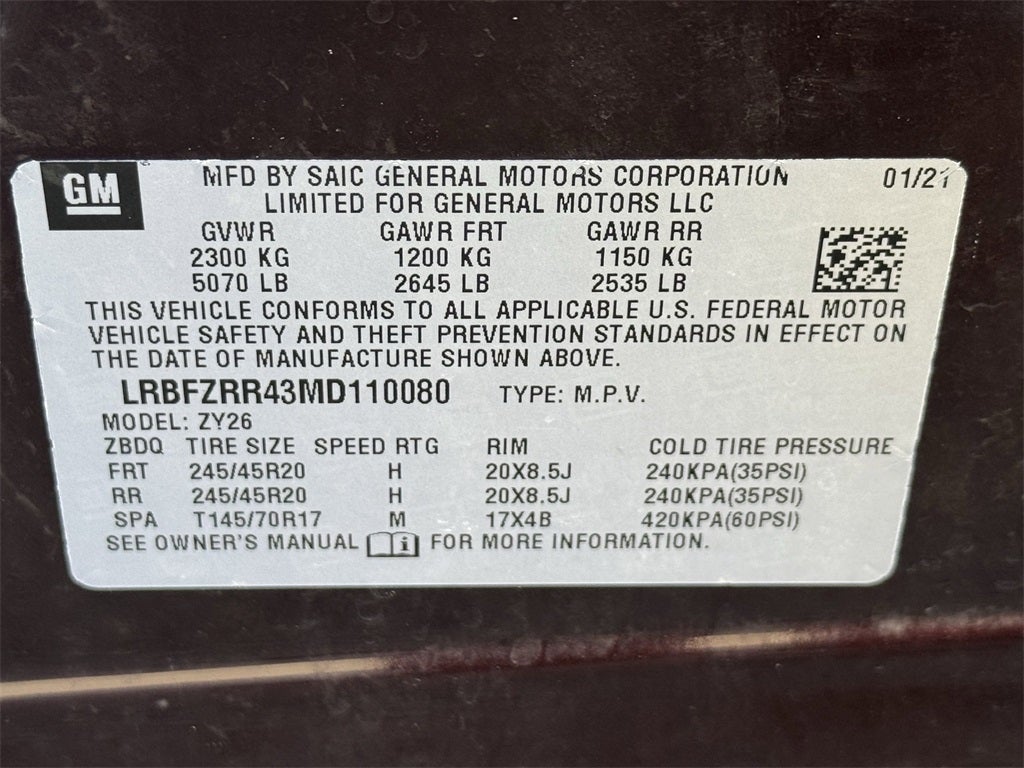 GM MFD BY SAIC GENERAL MOTORS CORPORATION 01/21
LIMITED FOR GENERAL MOTORS LLC
GVWR GAWR FRT GAWR RR
2300 KG 1200 KG 1150 KG
5070 LB 2645 LB 2535 LB
THIS VEHICLE CONFORMS TO ALL APPLICABLE U.S. FEDERAL MOTOR
VEHICLE SAFETY AND THEFT PREVENTION STANDARDS IN EFFECT ON
THE DATE OF MANUFACTURE SHOWN ABOVE.
LRBFZRR43MD110080 TYPE: M.P.V.
MODEL: ZY26
ZBDQ TIRE SIZE SPEED RTG RIM COLD TIRE PRESSURE
FRT 245/45R20 H 20X8.5J 240KPA(35PSI)
RR 245/45R20 H 20X8.5J 240KPA(35PSI)
SPA T145/70R17 M 17X4B 420KPA(60PSI)
SEE OWNER'S MANUAL i FOR MORE INFORMATION.